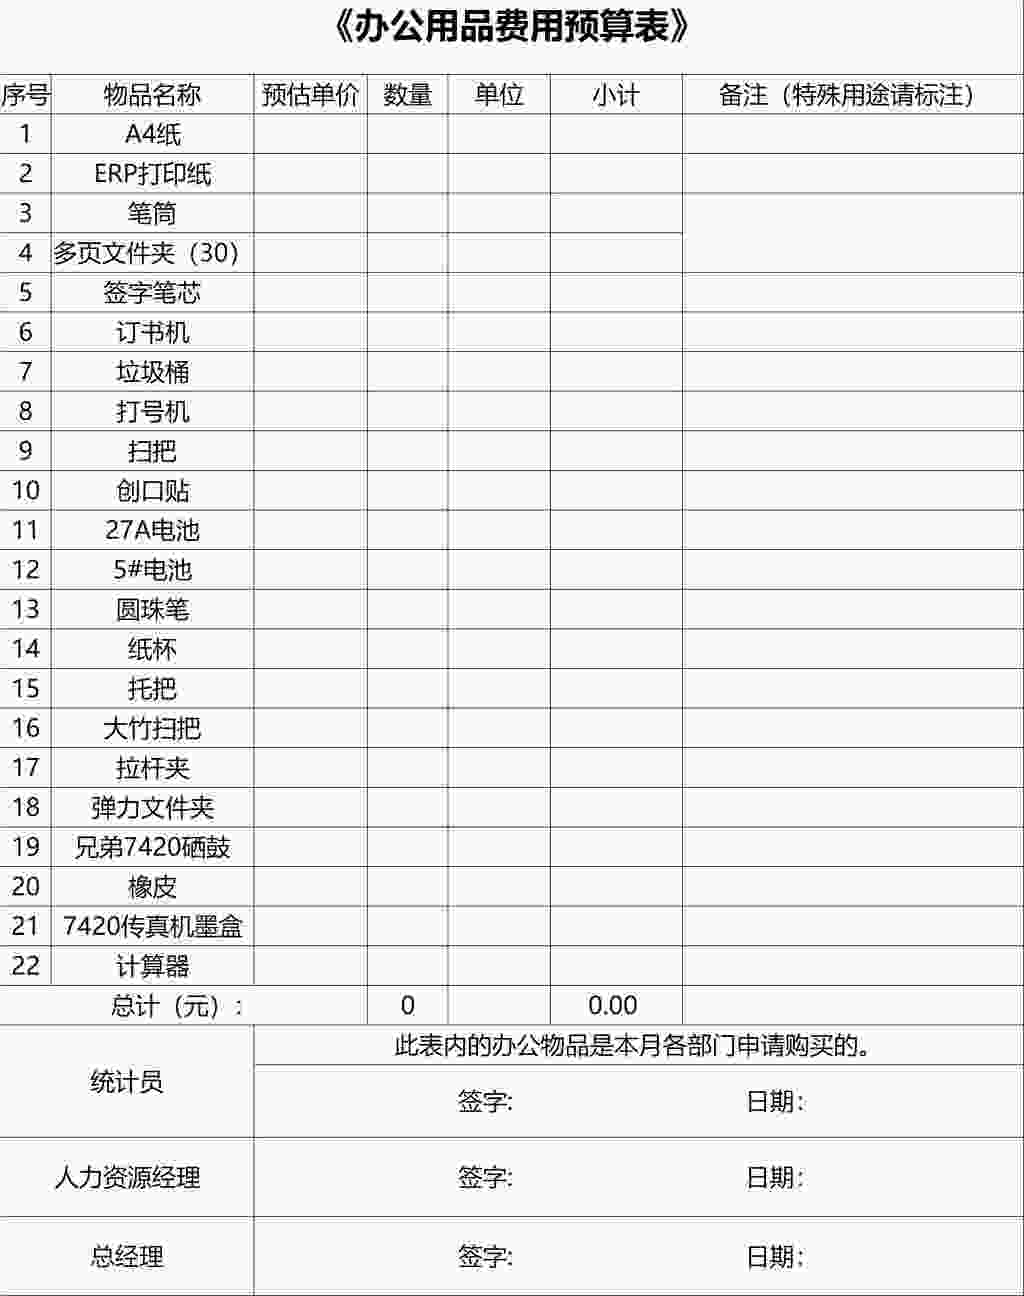 《办公用品费用预算表》
序号 物品名称 预估单价 数量 单位 小计 备注（特殊用途请标注）
1 A4纸
2 ERP打印纸
3 笔筒
4 多页文件夹（30）
5 签字笔芯
6 订书机
7 垃圾桶
8 打号机
9 扫把
10 创口贴
11 27A电池
12 5#电池
13 圆珠笔
14 纸杯
15 托把
16 大竹扫把
17 拉杆夹
18 弹力文件夹
19 兄弟7420硒鼓
20 橡皮
21 7420传真机墨盒
22 计算器
总计（元）： 0 0.00
此表内的办公物品是本月各部门申请购买的。
统计员 签字: 日期：
人力资源经理 签字: 日期：
总经理 签字: 日期：